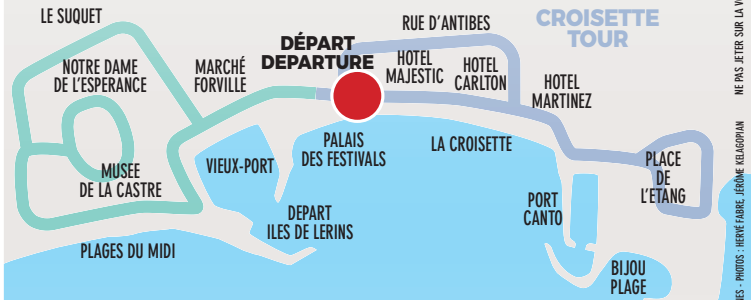 LE SUQUET
RUE D'ANTIBES
CROISETTE
TOUR
DÉPART
DEPARTURE
NOTRE DAME
DE L'ESPERANCE
MARCHÉ
FORVILLE
HOTEL
MAJESTIC
HOTEL
CARLTON
HOTEL
MARTINEZ
MUSEE
DE LA CASTRE
VIEUX-PORT
PALAIS
DES FESTIVALS
LA CROISETTE
PLACE
DE
L'ETANG
DEPART
ILES DE LERINS
PORT
CANTO
PLAGES DU MIDI
BIJOU
PLAGE
ES - PHOTOS : HERVÉ FABRE, JÉRÔME KELAGOPIAN
NE PAS JETER SUR LA